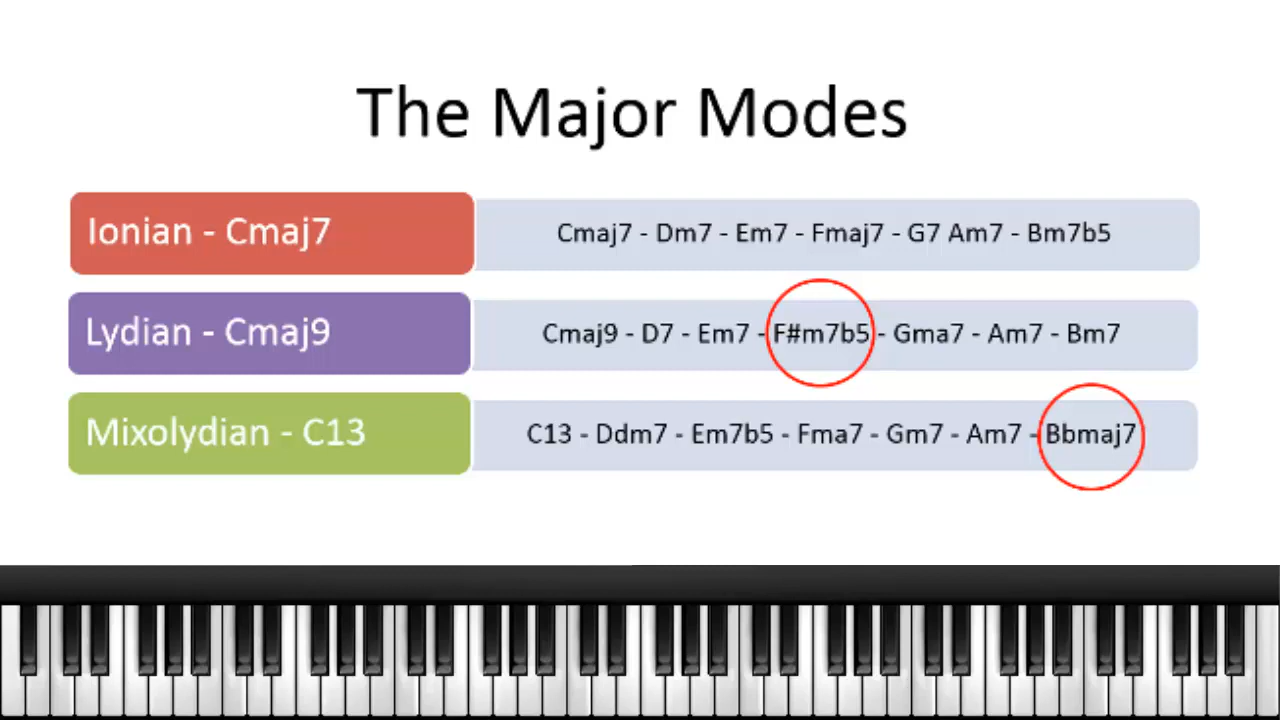 The Major Modes
Ionian - Cmaj7
Cmaj7 - Dm7 - Em7 - Fmaj7 - G7 Am7 - Bm7b5
Lydian - Cmaj9
Cmaj9 - D7 - Em7 - F#m7b5 - Gma7 - Am7 - Bm7
Mixolydian - C13
C13 - Ddm7 - Em7b5 - Fma7 - Gm7 - Am7 - Bbmaj7